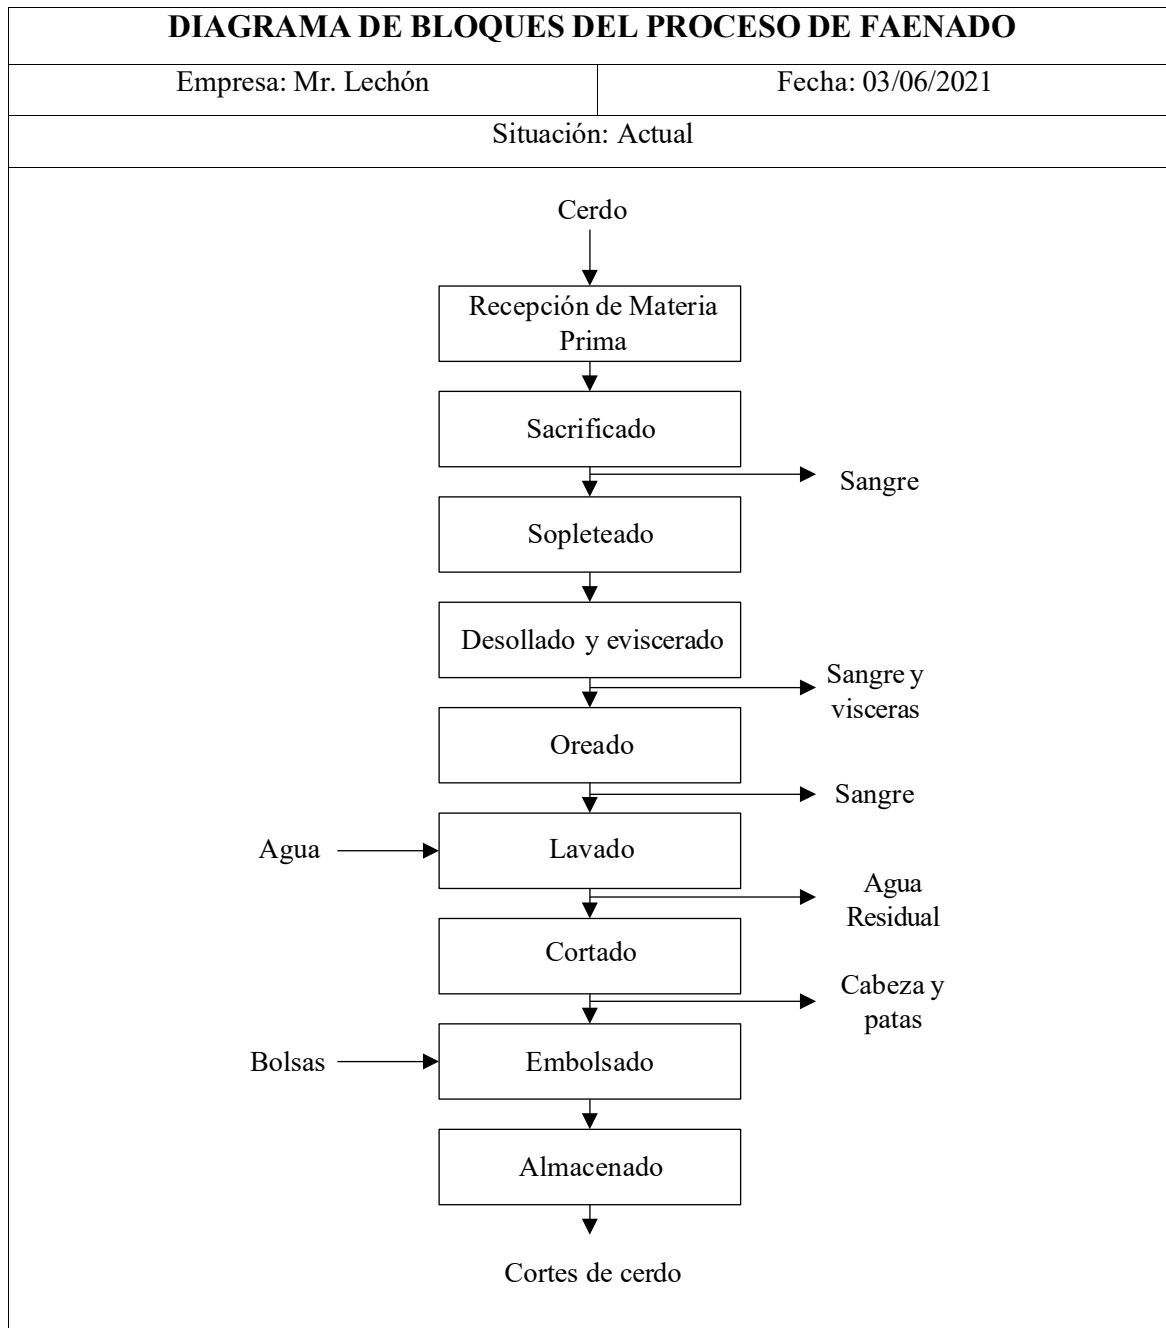 DIAGRAMA DE BLOQUES DEL PROCESO DE FAENADO
Empresa: Mr. Lechón
Fecha: 03/06/2021
Situación: Actual
Cerdo
Recepción de Materia
Prima
Sacrificado
Sangre
Sopleteado
Desollado y eviscerado
Sangre y
visceras
Oreado
Sangre
Agua
Lavado
Agua
Residual
Cortado
Cabeza y
patas
Bolsas
Embolsado
Almacenado
Cortes de cerdo